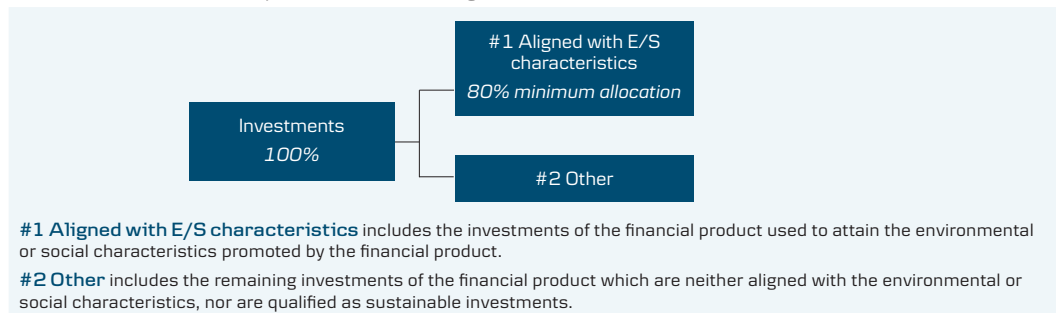 #1 Aligned with E/S
characteristics
80% minimum allocation
Investments
100%
#2 Other
#1 Aligned with E/S characteristics includes the investments of the financial product used to attain the environmental
or social characteristics promoted by the financial product.
#2 Other includes the remaining investments of the financial product which are neither aligned with the environmental or
social characteristics, nor are qualified as sustainable investments.